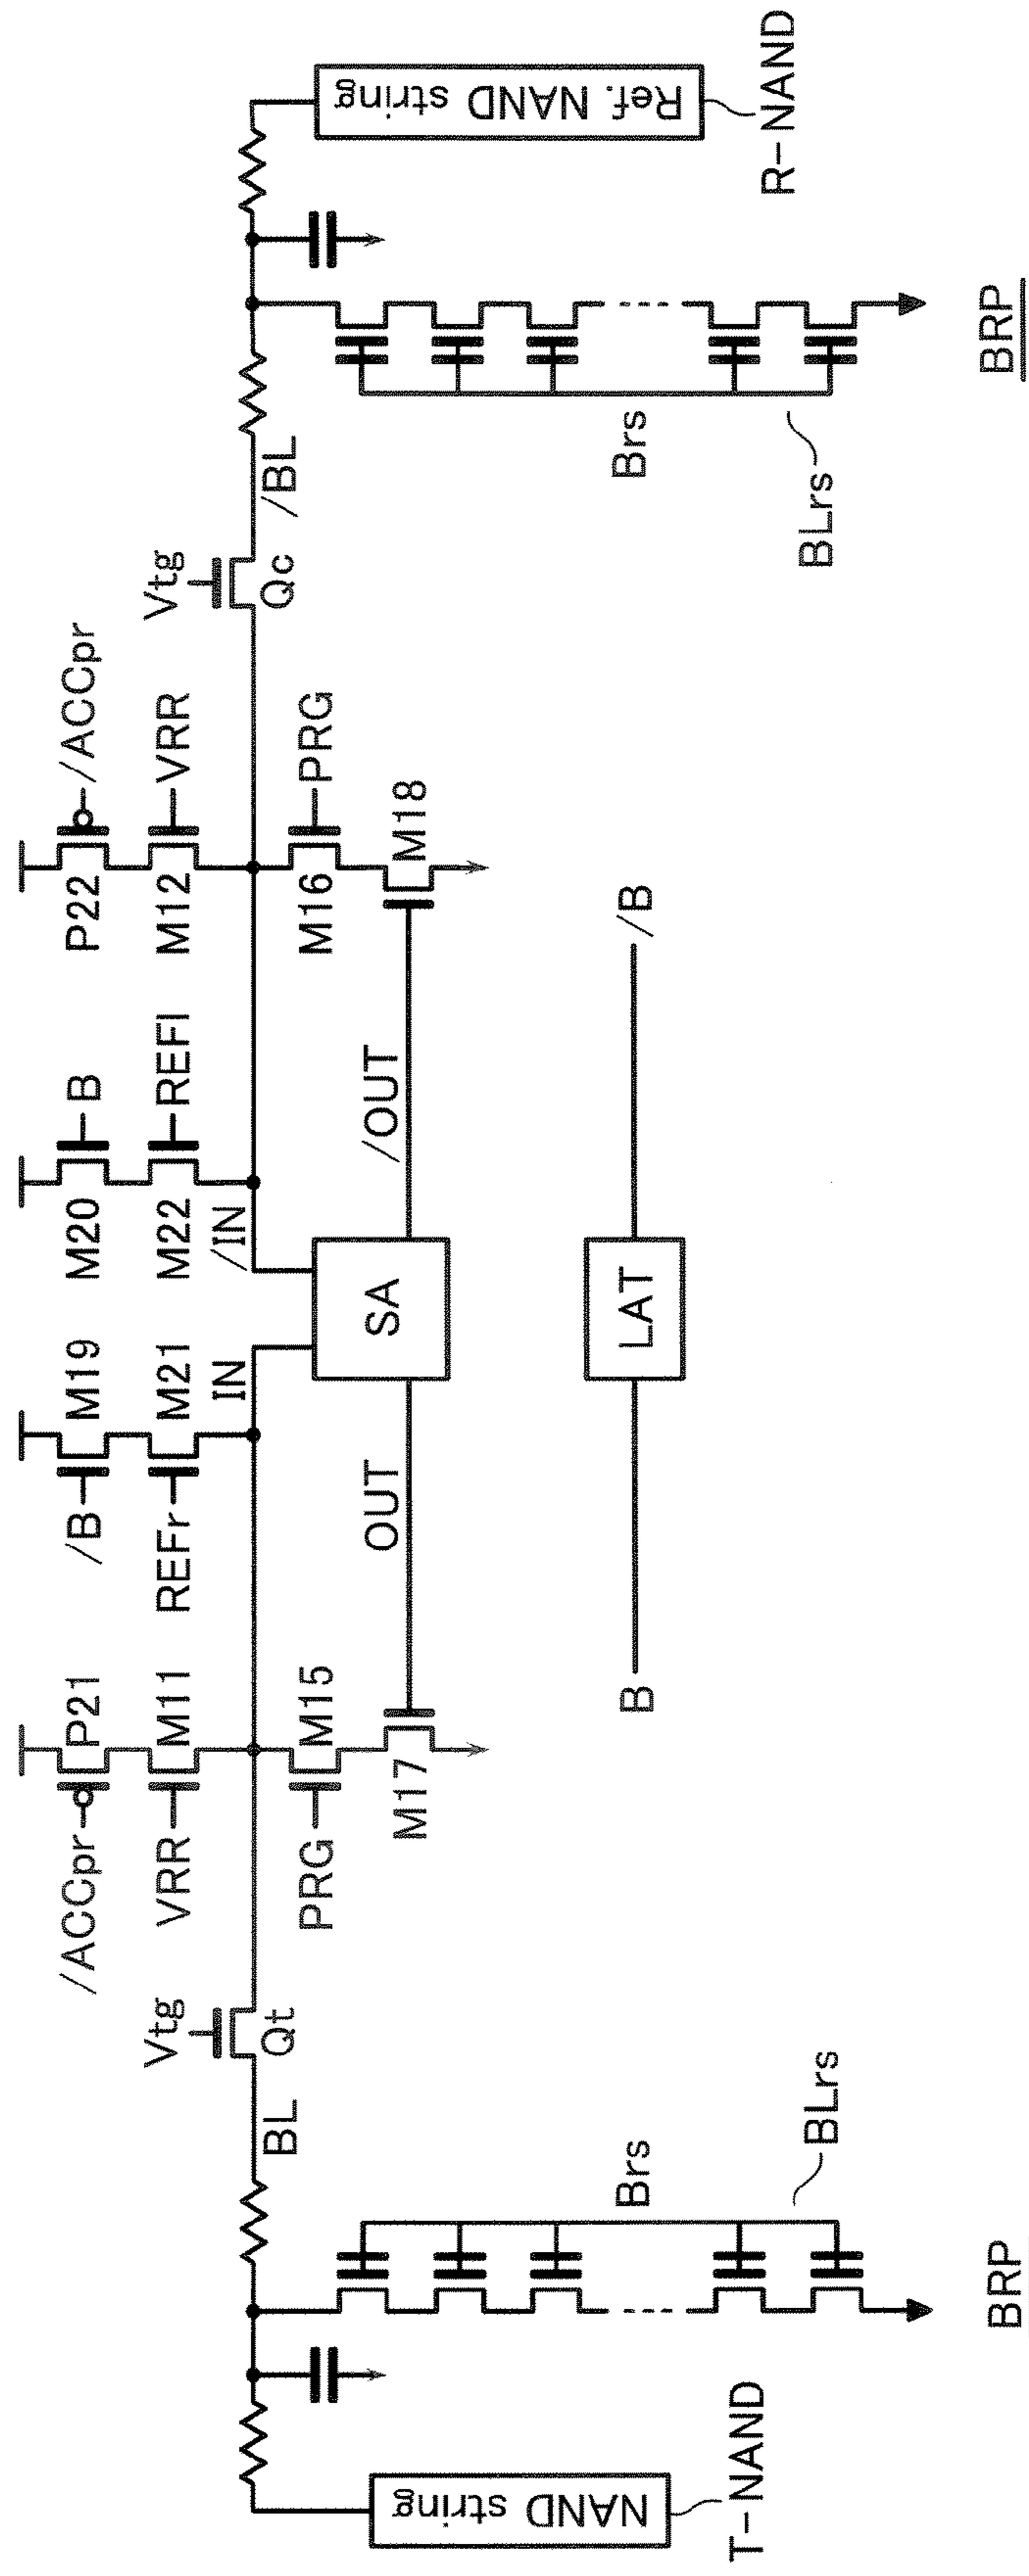 /ACCpr
P21
/B
M19
M20
B
P22
/ACCpr
VRR
M11
REFr
M21
M22
REFl
M12
VRR
Vtg
Vtg
IN
/IN
BL
Qt
Qc
/BL
PRG
M15
M16
PRG
NAND string
SA
Ref. NAND string
OUT
/OUT
M17
M18
Brs
B
LAT
/B
Brs
T-NAND
BLrs
BLrs
R-NAND
BRP
BRP